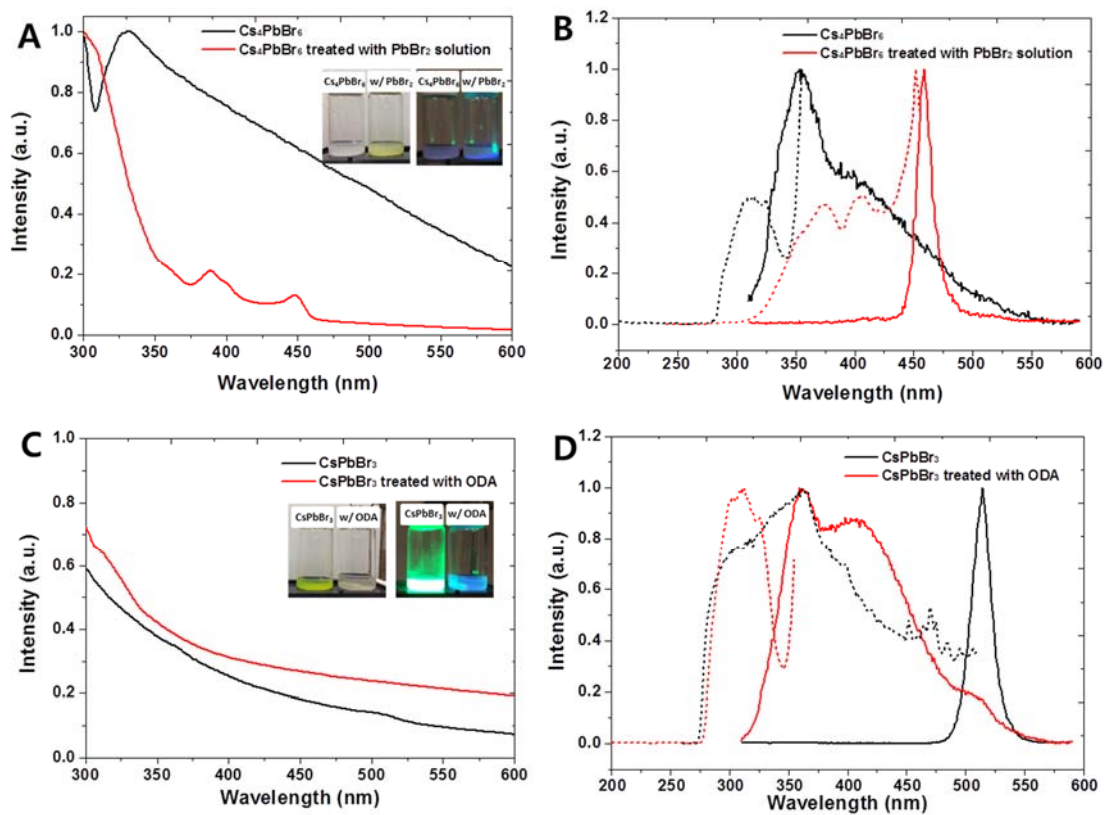 A
Cs₄PbBr₆
Cs₄PbBr₆ treated with PbBr₂ solution
Cs₄PbBr₆ w/ PbBr₂
Cs₄PbBr₆ w/ PbBr₂
Intensity (a.u.)
1.0
0.8
0.6
0.4
0.2
0.0
300 350 400 450 500 550 600
Wavelength (nm)
B
Cs₄PbBr₆
Cs₄PbBr₆ treated with PbBr₂ solution
Intensity (a.u.)
1.2
1.0
0.8
0.6
0.4
0.2
0.0
200 250 300 350 400 450 500 550 600
Wavelength (nm)
C
CsPbBr₃
CsPbBr₃ treated with ODA
CsPbBr₃ w/ ODA
CsPbBr₃ w/ ODA
Intensity (a.u.)
1.0
0.8
0.6
0.4
0.2
0.0
300 350 400 450 500 550 600
Wavelength (nm)
D
CsPbBr₃
CsPbBr₃ treated with ODA
Intensity (a.u.)
1.2
1.0
0.8
0.6
0.4
0.2
0.0
200 250 300 350 400 450 500 550 600
Wavelength (nm)